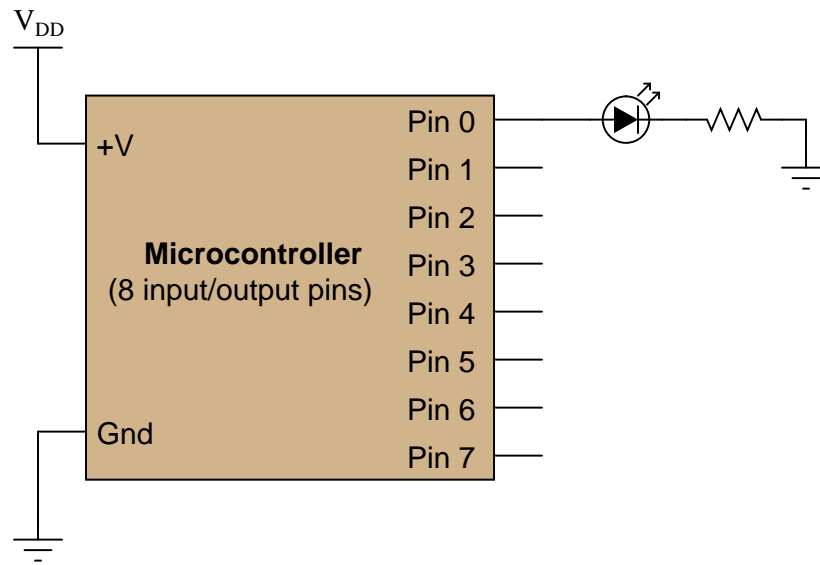 VDD
+V
Pin 0
Pin 1
Pin 2
Microcontroller
Pin 3
(8 input/output pins)
Pin 4
Pin 5
Pin 6
Gnd
Pin 7